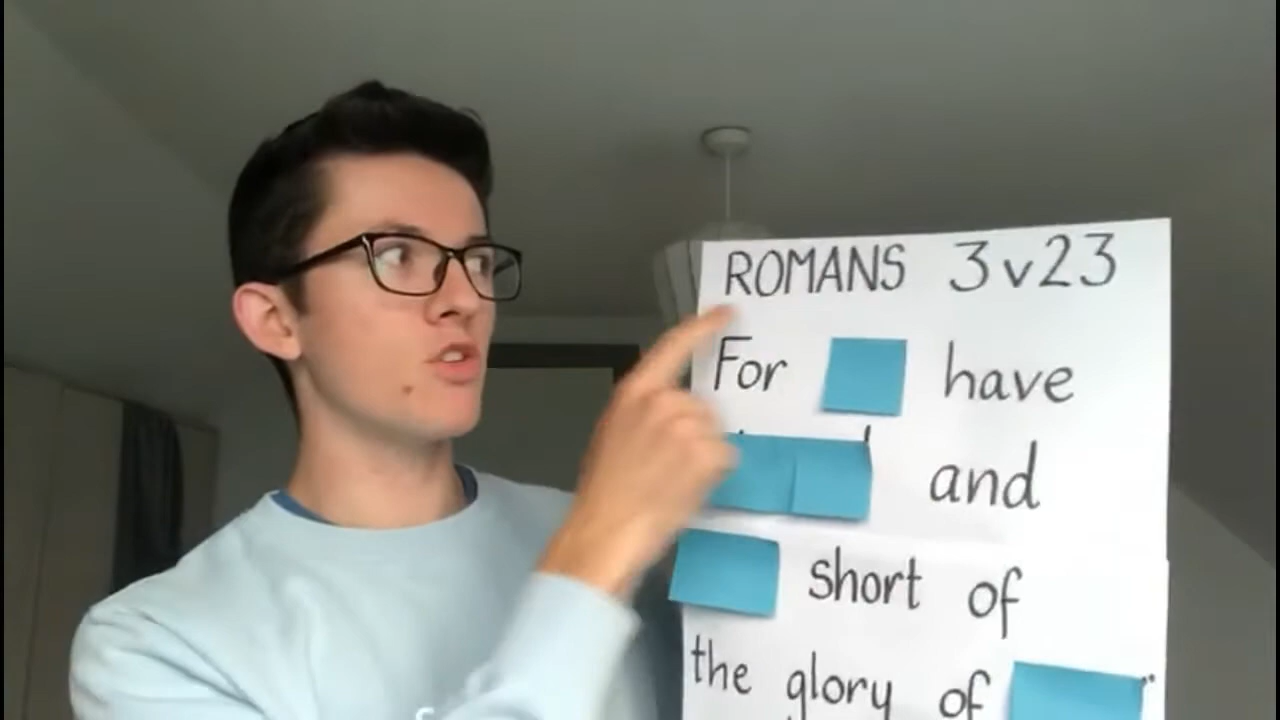 ROMANS 3v23
For have
and
short of
the glory of "